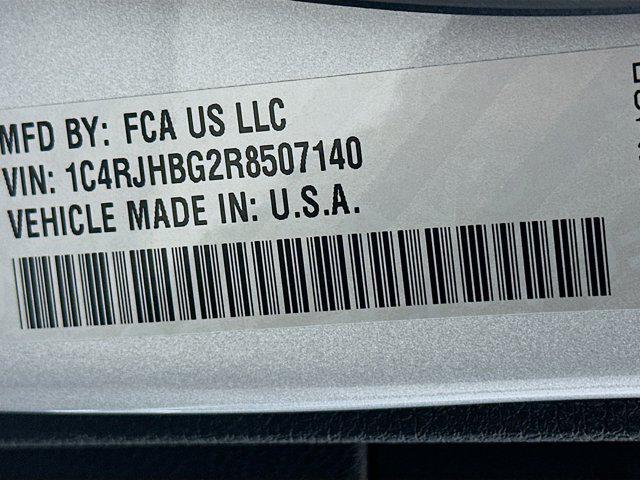 MFD BY: FCA US LLC
VIN: 1C4RJHBG2R8507140
VEHICLE MADE IN: U.S.A.